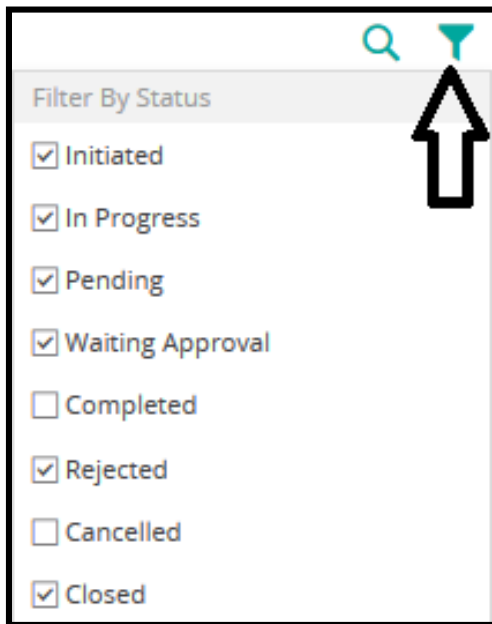 Filter By Status
Initiated
In Progress
Pending
Waiting Approval
Completed
Rejected
Cancelled
Closed